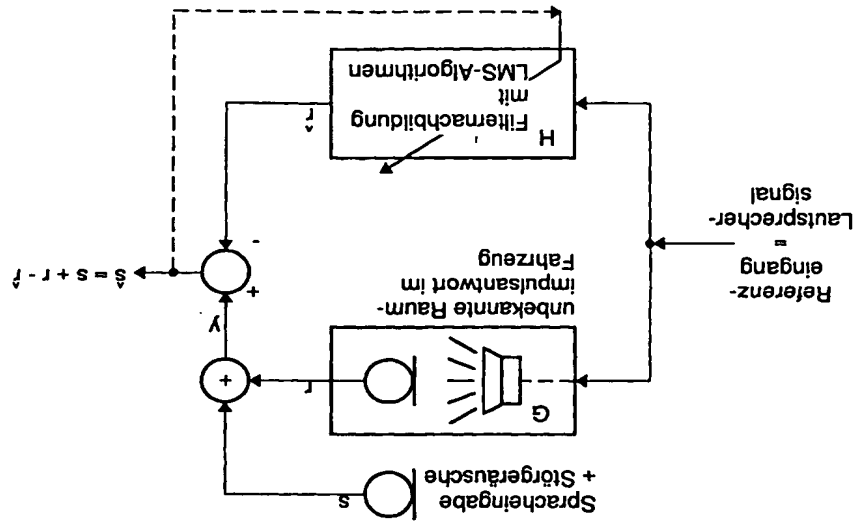 Spracheingabe
+ Störgeräusche
s
G
r
+
y
unbekannte Raum-
impulsantwort im
Fahrzeug
Referenz-
eingang
=
Lautsprecher-
signal
+
-
ŝ = s + r - r̂
H
Filternachbildung
mit
LMS-Algorithmen
r̂